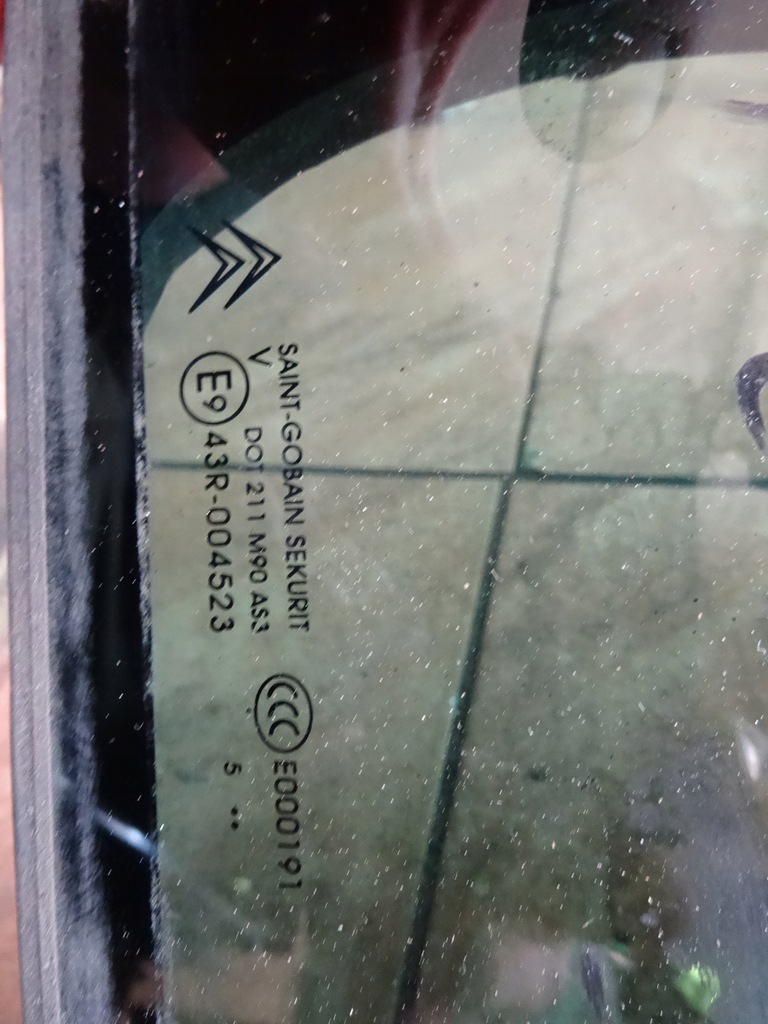 SAINT-GOBAIN SEKURIT
V DOT 211 M90 AS3
E9 43R-004523
CCC E000191
5 ..